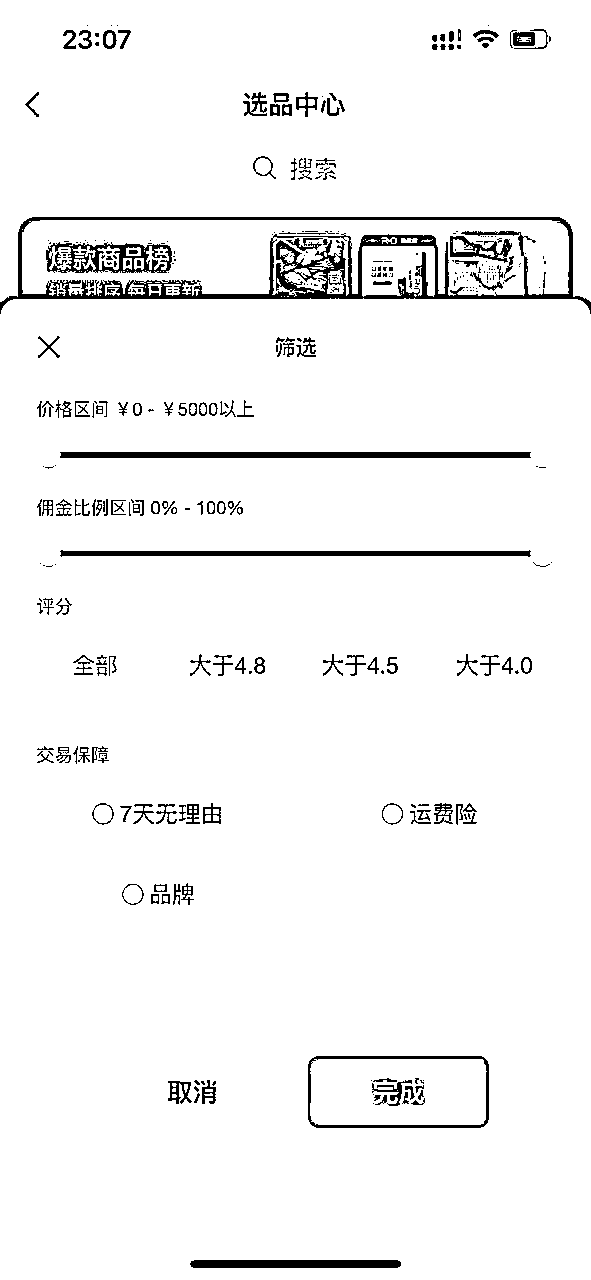 23:07
选品中心
搜索
爆款商品榜
销量排序 每日更新
筛选
价格区间 ￥0 - ￥5000以上
佣金比例区间 0% - 100%
评分
全部 大于4.8 大于4.5 大于4.0
交易保障
7天无理由 运费险
品牌
取消 完成